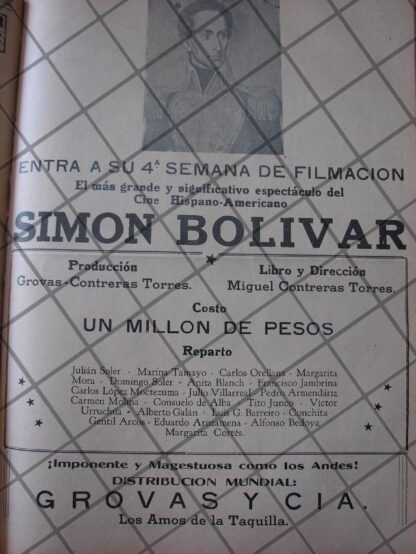 ENTRA A SU 4ª SEMANA DE FILMACION
El más grande y significativo espectáculo del
Cine Hispano-Americano
SIMON BOLIVAR
Producción
Grovas-Contreras Torres.
Libro y Dirección
Miguel Contreras Torres.
Costo
UN MILLON DE PESOS
Reparto
Julián Soler - Marina Tamayo - Carlos Orellana - Margarita
Mora - Domingo Soler - Anita Blanch - Francisco Jambrina
Carlos López Moctezuma - Julio Villarreal - Pedro Armendáriz
Carmen Molina - Consuelo de Alba - Tito Junco - Víctor
Urruchúa - Alberto Galán - Luis G. Barreiro - Conchita
Gentil Arcos - Eduardo Arozamena - Alfonso Bedoya
Margarita Cortés.
¡Imponente y Magestuosa como los Andes!
DISTRIBUCION MUNDIAL:
GROVAS Y CIA.
Los Amos de la Taquilla.